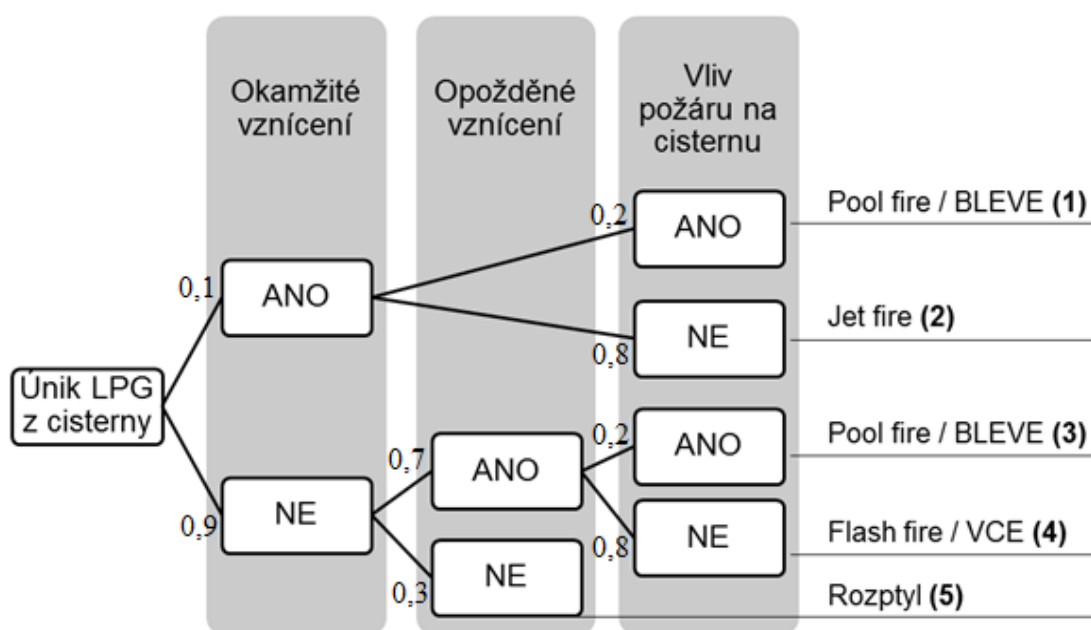 Okamžité
vznícení
Opožděné
vznícení
Vliv
požáru na
cisternu
0,2
ANO
Pool fire / BLEVE (1)
0,1
ANO
NE
Jet fire (2)
0,8
Únik LPG
z cisterny
0,2
ANO
Pool fire / BLEVE (3)
0,7
ANO
NE
0,9
0,8
NE
Flash fire / VCE (4)
NE
0,3
Rozptyl (5)